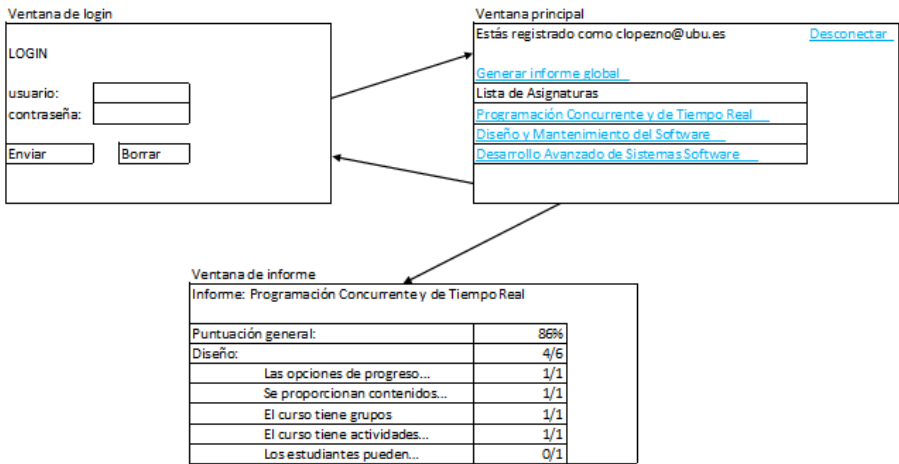 Ventana de login
LOGIN
usuario:
contraseña:
Enviar Borrar
Ventana principal
Estás registrado como clopezno@ubu.es Desconectar
Generar informe global
Lista de Asignaturas
Programación Concurrente y de Tiempo Real
Diseño y Mantenimiento del Software
Desarrollo Avanzado de Sistemas Software
Ventana de informe
Informe: Programación Concurrente y de Tiempo Real
Puntuación general: 86%
Diseño: 4/6
Las opciones de progreso... 1/1
Se proporcionan contenidos... 1/1
El curso tiene grupos 1/1
El curso tiene actividades... 1/1
Los estudiantes pueden... 0/1